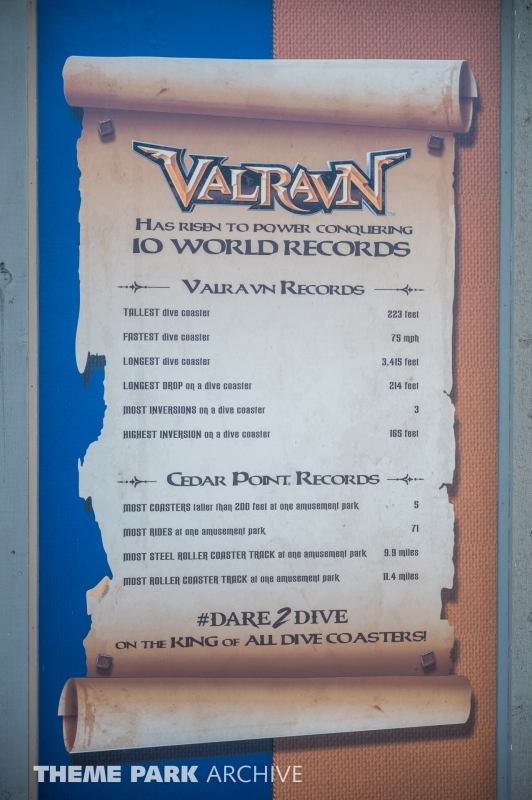 VALRAVN™
HAS RISEN TO POWER CONQUERING
10 WORLD RECORDS
VALRAVN RECORDS
TALLEST dive coaster 223 feet
FASTEST dive coaster 75 mph
LONGEST dive coaster 3,415 feet
LONGEST DROP on a dive coaster 214 feet
MOST INVERSIONS on a dive coaster 3
HIGHEST INVERSION on a dive coaster 165 feet
CEDAR POINT RECORDS
MOST COASTERS taller than 200 feet at one amusement park 5
MOST RIDES at one amusement park 71
MOST STEEL ROLLER COASTER TRACK at one amusement park 9.9 miles
MOST ROLLER COASTER TRACK at one amusement park 11.4 miles
#DARE2DIVE
ON THE KING OF ALL DIVE COASTERS!
THEME PARK ARCHIVE